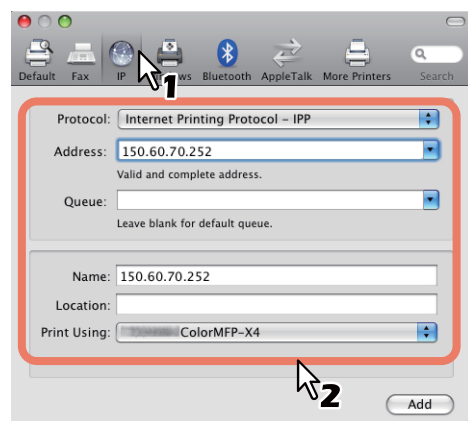 Default Fax IP ws Bluetooth AppleTalk More Printers Search
1
Protocol: Internet Printing Protocol – IPP
Address: 150.60.70.252
Valid and complete address.
Queue:
Leave blank for default queue.
Name: 150.60.70.252
Location:
Print Using: ColorMFP-X4
2
Add